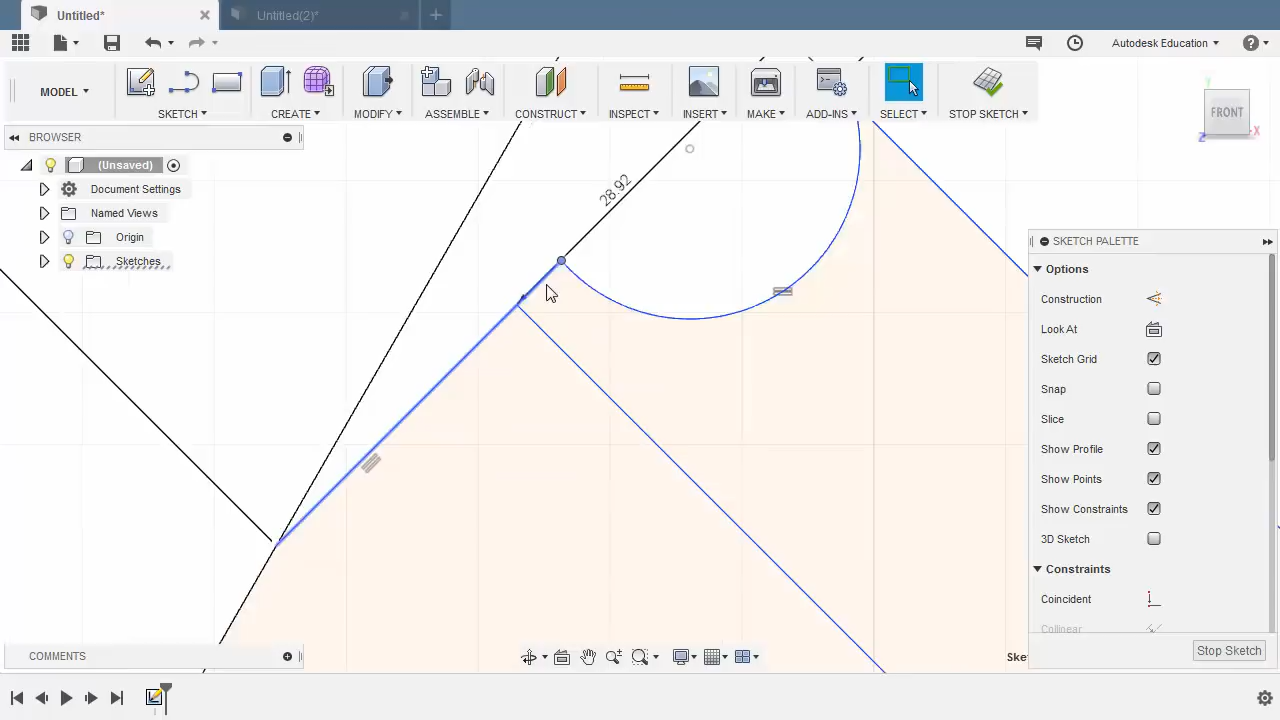 Untitled*
Untitled(2)*
Autodesk Education
MODEL
SKETCH
CREATE
MODIFY
ASSEMBLE
CONSTRUCT
INSPECT
INSERT
MAKE
ADD-INS
SELECT
STOP SKETCH
BROWSER
FRONT
X
Z
(Unsaved)
Document Settings
Named Views
Origin
Sketches
28.92
SKETCH PALETTE
Options
Construction
Look At
Sketch Grid
Snap
Slice
Show Profile
Show Points
Show Constraints
3D Sketch
Constraints
Coincident
Collinear
Stop Sketch
COMMENTS
Ske